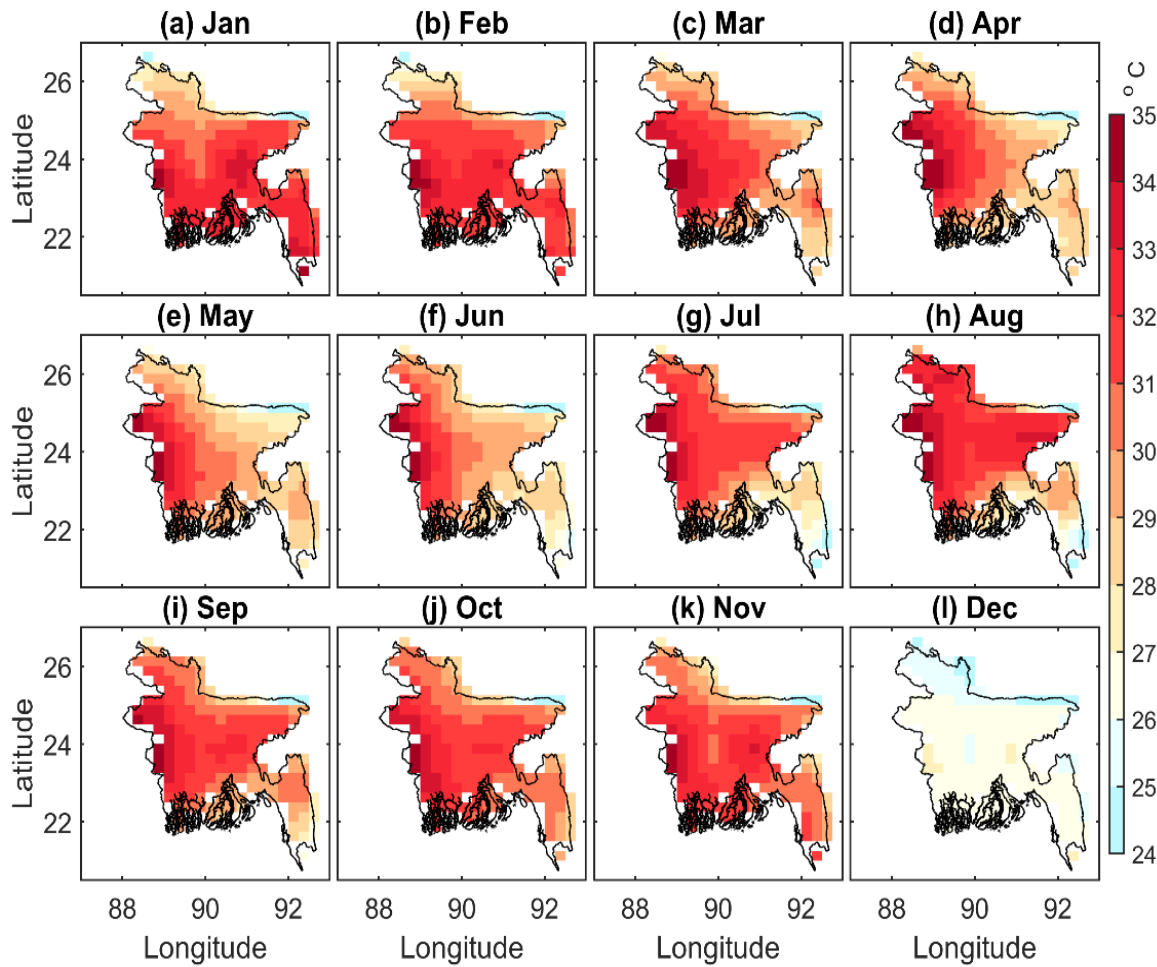 (a) Jan (b) Feb (c) Mar (d) Apr
26
24
22
Latitude
° C
(e) May (f) Jun (g) Jul (h) Aug
26
24
22
Latitude
(i) Sep (j) Oct (k) Nov (l) Dec
26
24
22
Latitude
35
34
33
32
31
30
29
28
27
26
25
24
88 90 92 88 90 92 88 90 92 88 90 92
Longitude Longitude Longitude Longitude